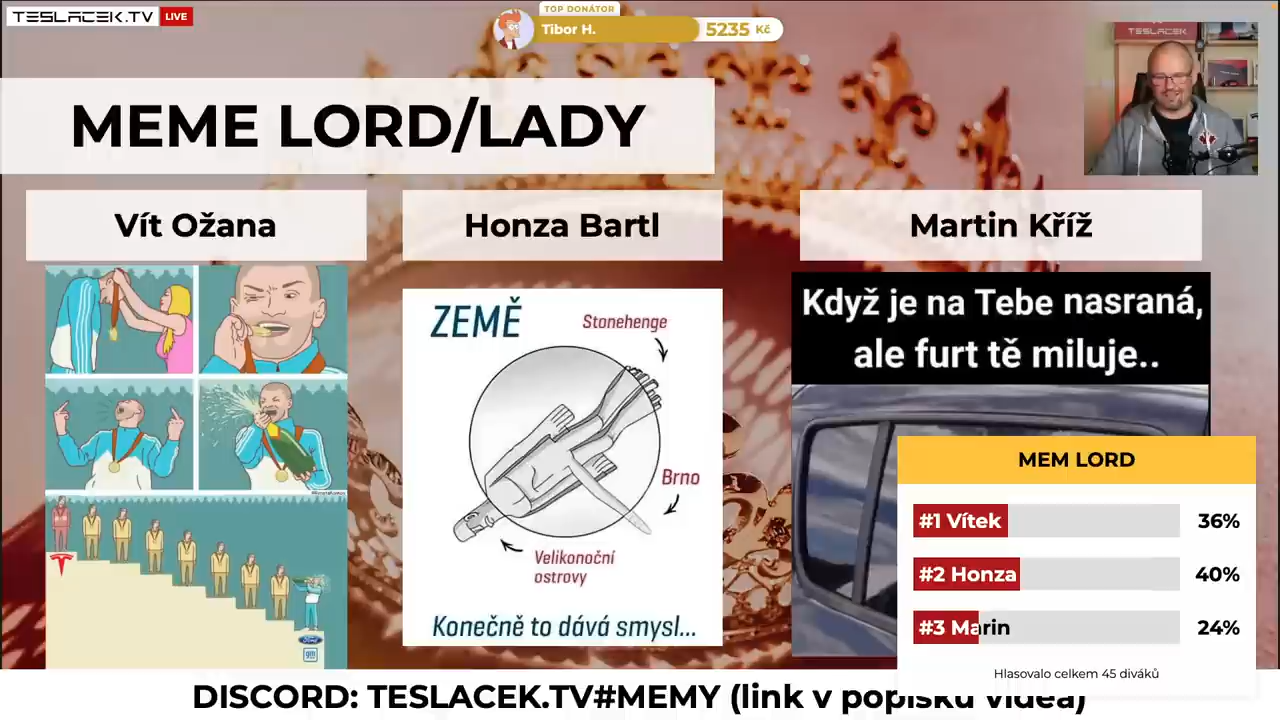 TESLACEK.TV LIVE
TOP DONÁTOR
Tibor H. 5235 Kč
TESLACEK
MEME LORD/LADY
Vít Ožana
Honza Bartl
Martin Kříž
ZEMĚ
Stonehenge
Brno
Velikonoční
ostrovy
Konečně to dává smysl...
Když je na Tebe nasraná,
ale furt tě miluje..
Ford
gm
MEM LORD
#1 Vítek 36%
#2 Honza 40%
#3 Marin 24%
Hlasovalo celkem 45 diváků
DISCORD: TESLACEK.TV#MEMY (link v popisku videa)